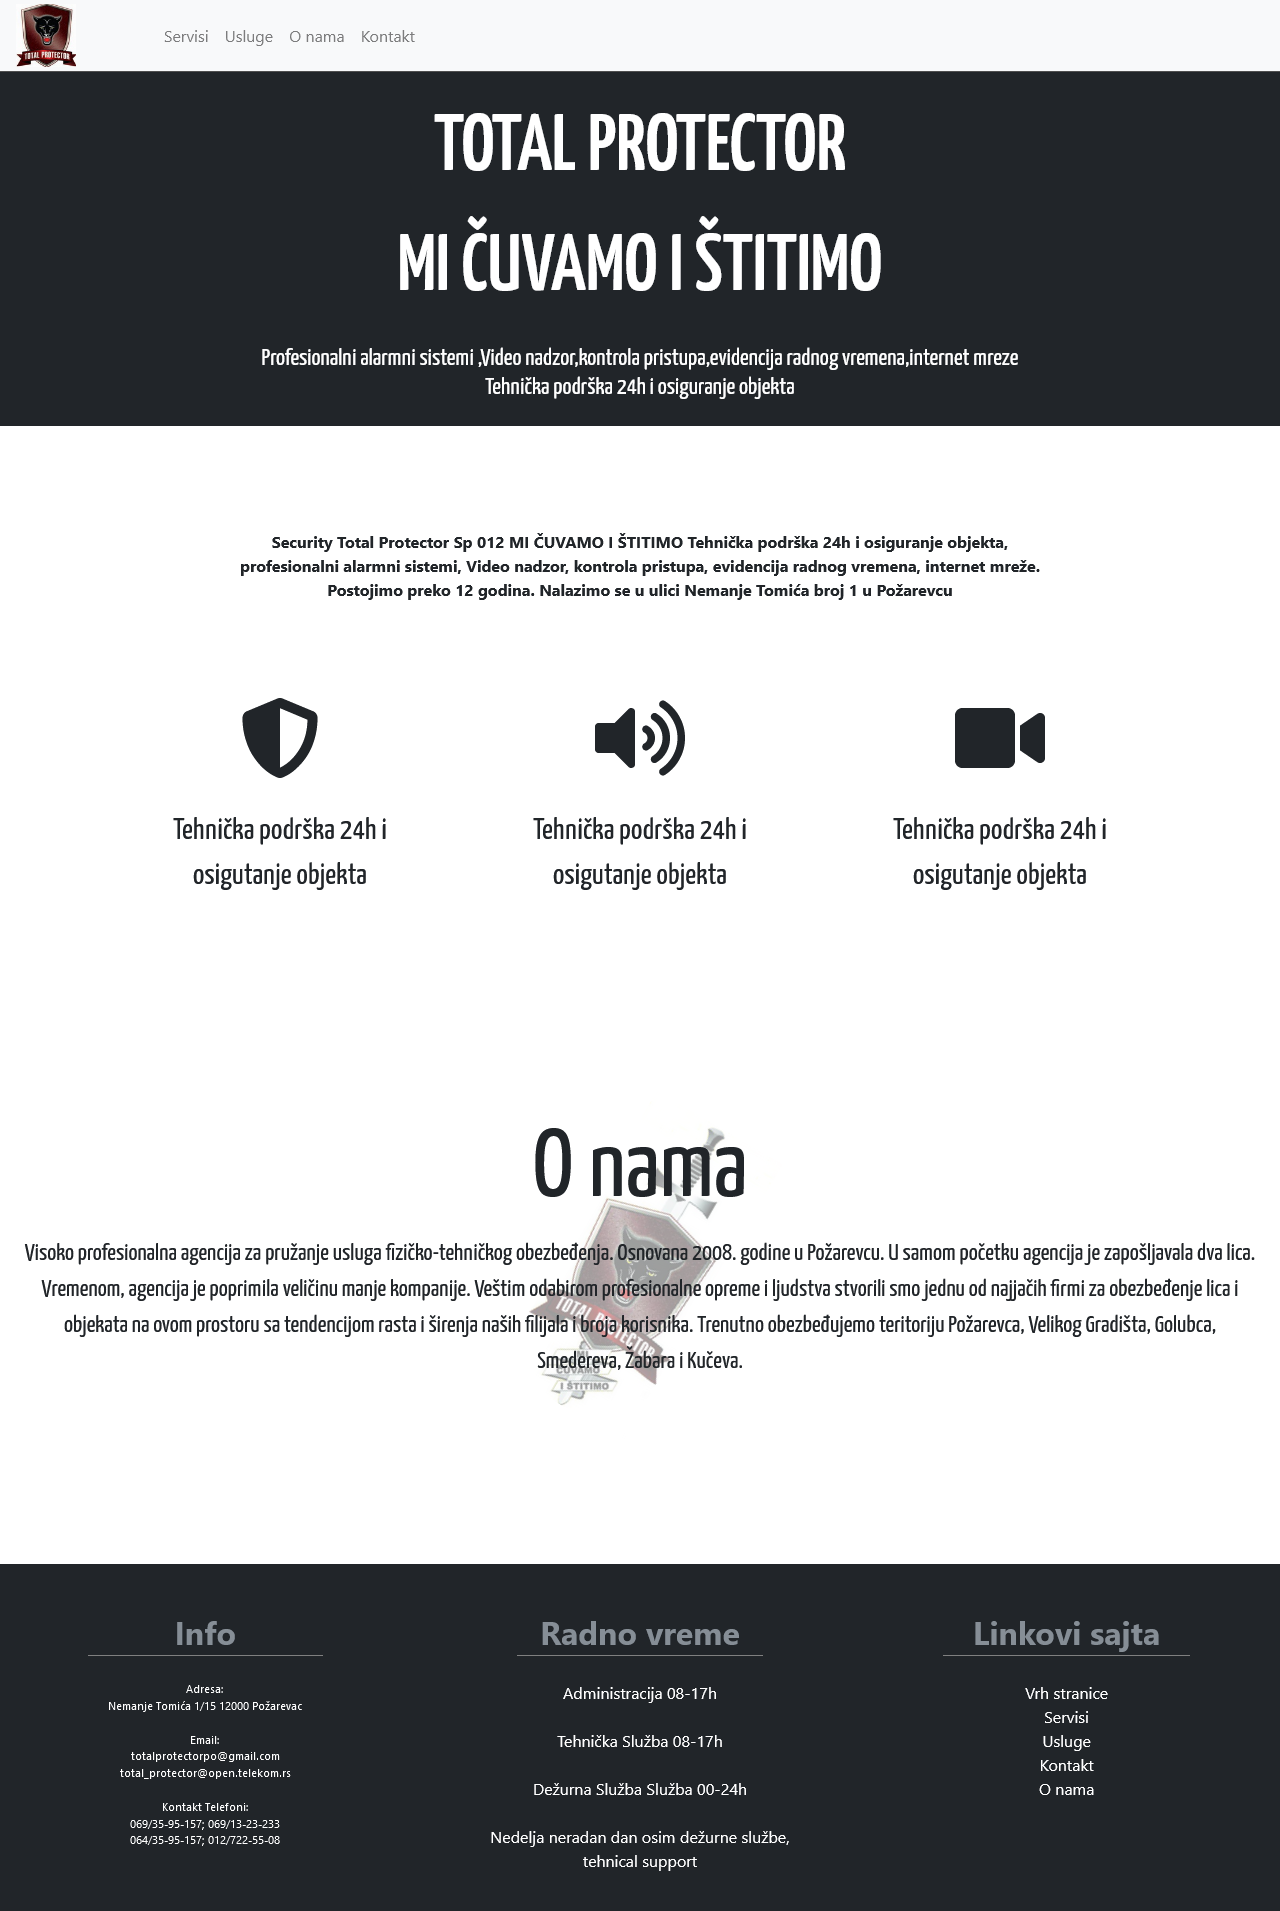 TOTAL PROTECTOR
Servisi Usluge O nama Kontakt
TOTAL PROTECTOR
MI ČUVAMO I ŠTITIMO
Profesionalni alarmni sistemi ,Video nadzor,kontrola pristupa,evidencija radnog vremena,internet mreze
Tehnička podrška 24h i osiguranje objekta
Security Total Protector Sp 012 MI ČUVAMO I ŠTITIMO Tehnička podrška 24h i osiguranje objekta,
profesionalni alarmni sistemi, Video nadzor, kontrola pristupa, evidencija radnog vremena, internet mreže.
Postojimo preko 12 godina. Nalazimo se u ulici Nemanje Tomića broj 1 u Požarevcu
Tehnička podrška 24h i
osigutanje objekta
Tehnička podrška 24h i
osigutanje objekta
Tehnička podrška 24h i
osigutanje objekta
O nama
Visoko profesionalna agencija za pružanje usluga fizičko-tehničkog obezbeđenja. Osnovana 2008. godine u Požarevcu. U samom početku agencija je zapošljavala dva lica.
Vremenom, agencija je poprimila veličinu manje kompanije. Veštim odabirom profesionalne opreme i ljudstva stvorili smo jednu od najjačih firmi za obezbeđenje lica i
objekata na ovom prostoru sa tendencijom rasta i širenja naših filijala i broja korisnika. Trenutno obezbeđujemo teritoriju Požarevca, Velikog Gradišta, Golubca,
Smedereva, Žabara i Kučeva.
TOTAL PROTECTOR
MI
ČUVAMO
I ŠTITIMO
Info
Adresa:
Nemanje Tomića 1/15 12000 Požarevac
Email:
totalprotectorpo@gmail.com
total_protector@open.telekom.rs
Kontakt Telefoni:
069/35-95-157; 069/13-23-233
064/35-95-157; 012/722-55-08
Radno vreme
Administracija 08-17h
Tehnička Služba 08-17h
Dežurna Služba Služba 00-24h
Nedelja neradan dan osim dežurne službe,
tehnical support
Linkovi sajta
Vrh stranice
Servisi
Usluge
Kontakt
O nama